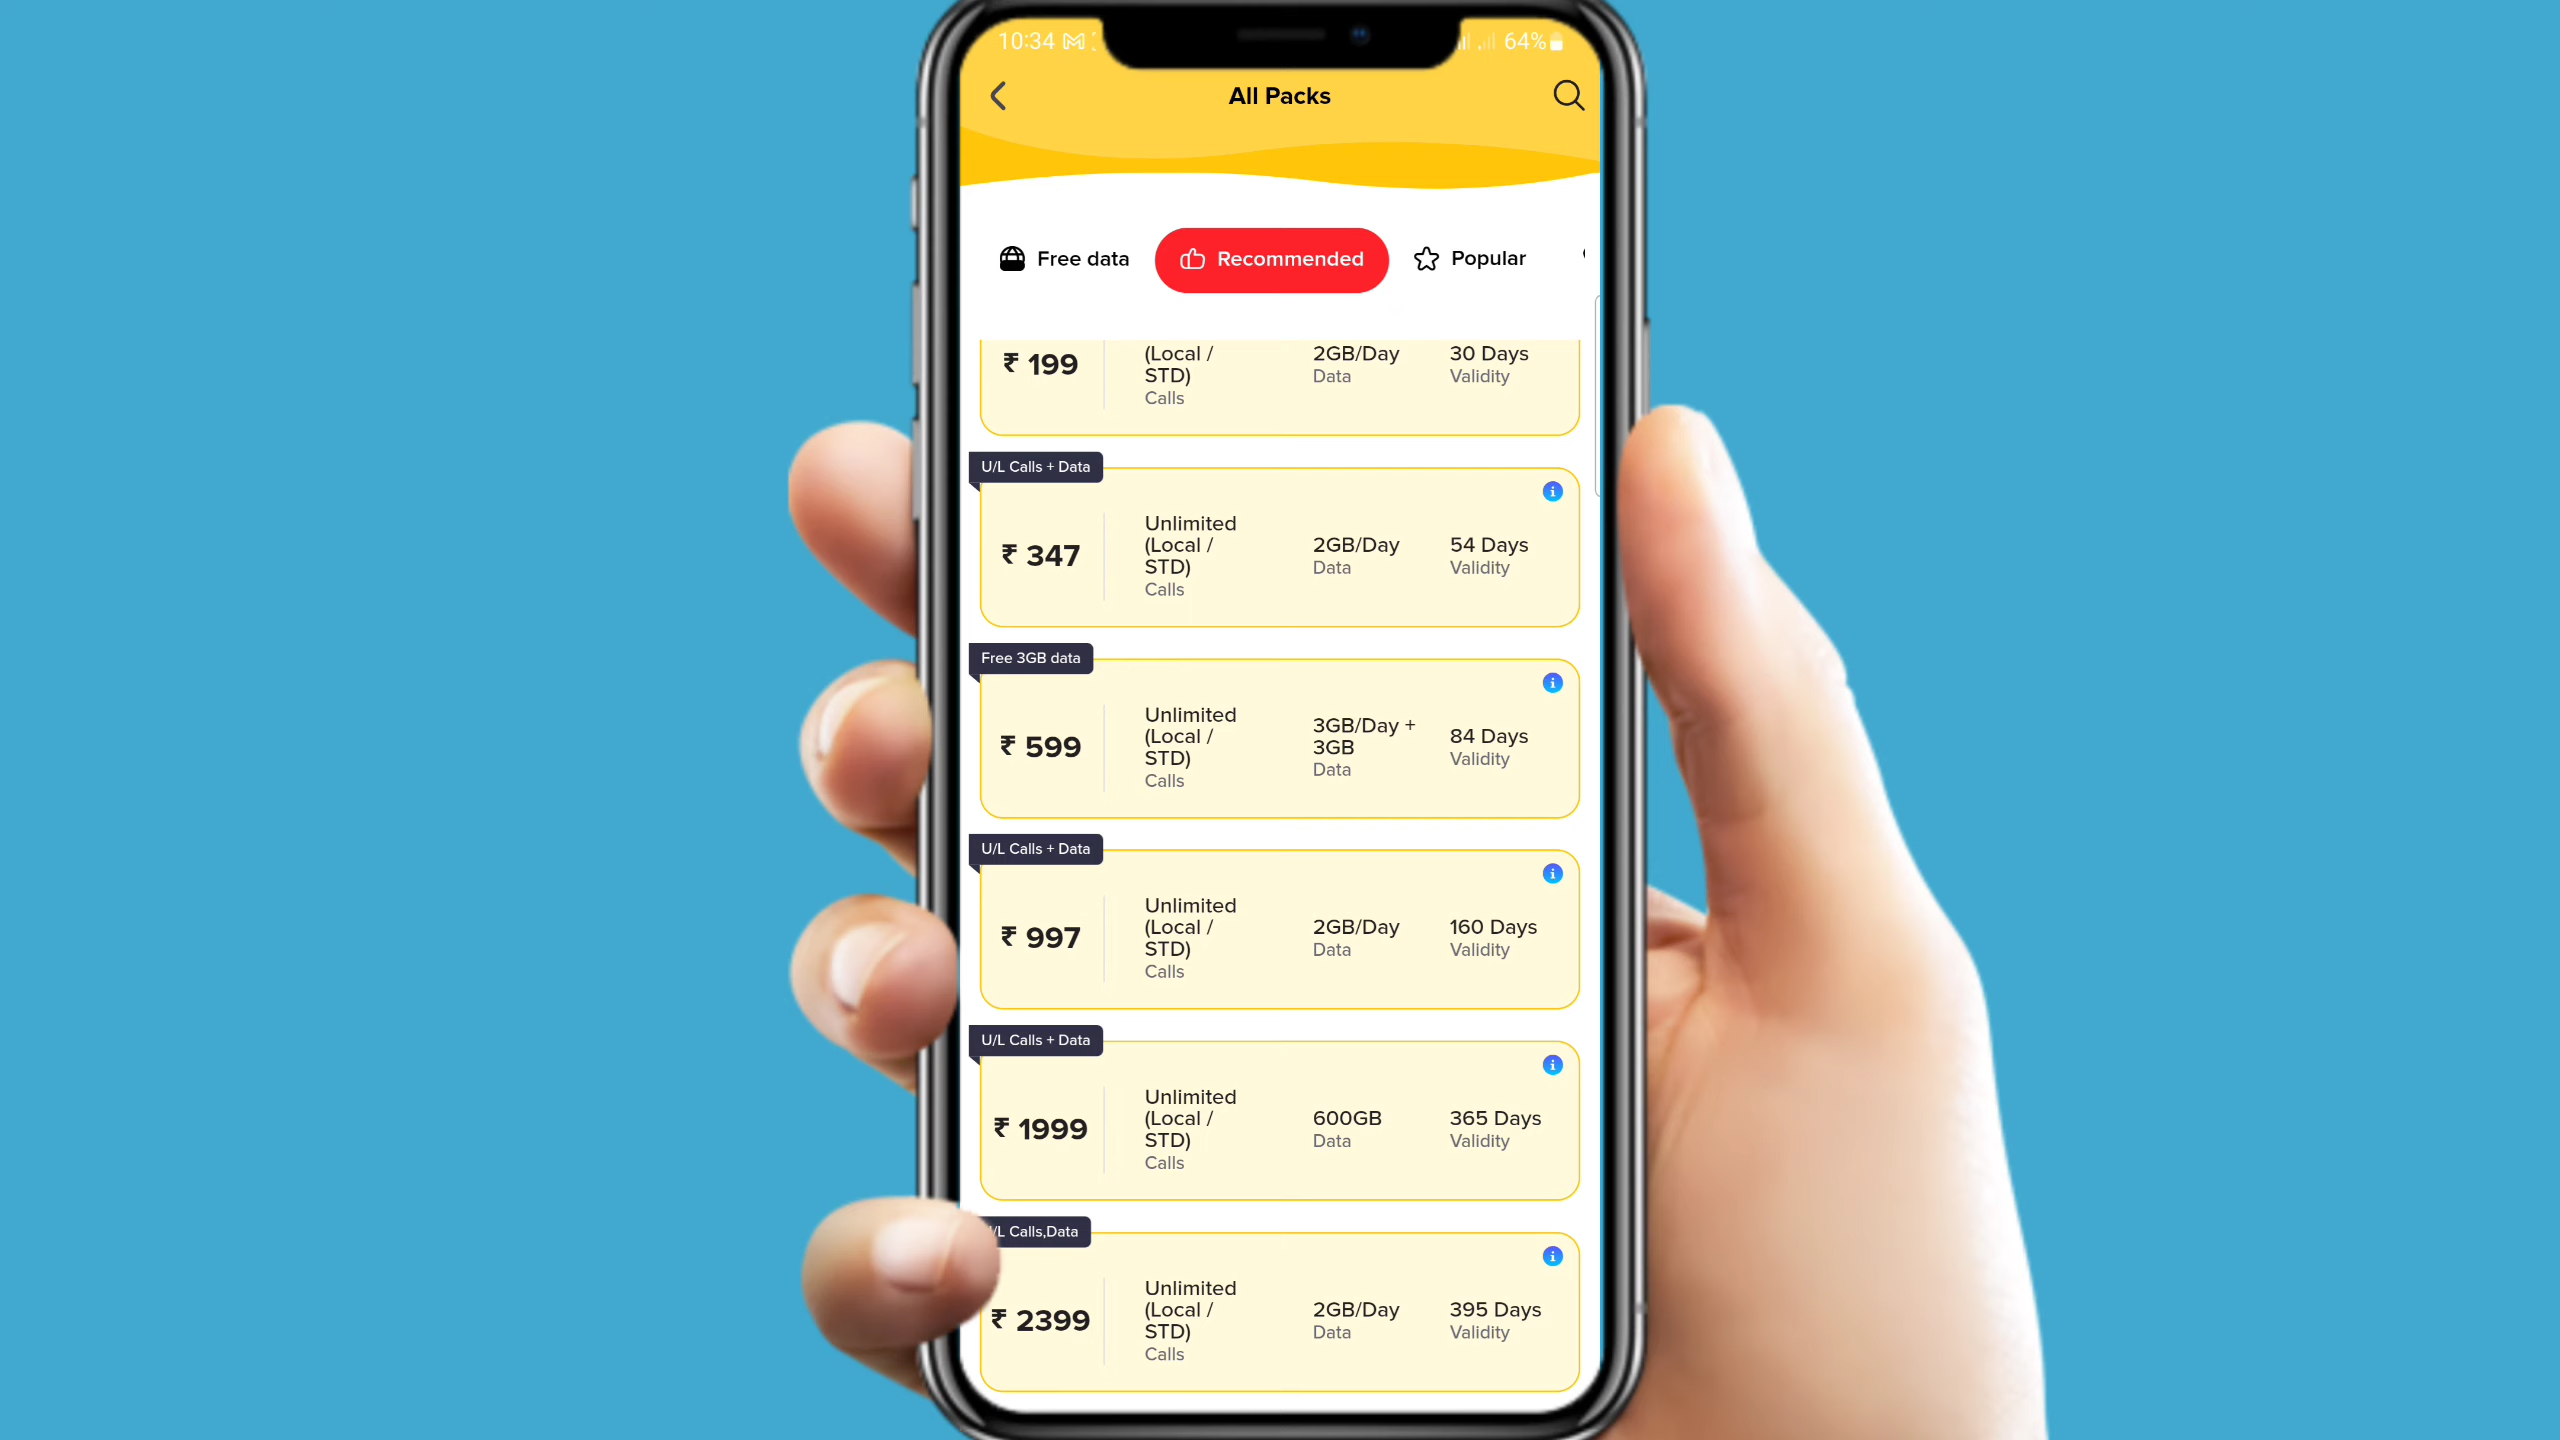 10:34
64%
All Packs
Free data
Recommended
Popular
₹ 199
(Local /
STD)
Calls
2GB/Day
Data
30 Days
Validity
U/L Calls + Data
₹ 347
Unlimited
(Local /
STD)
Calls
2GB/Day
Data
54 Days
Validity
Free 3GB data
₹ 599
Unlimited
(Local /
STD)
Calls
3GB/Day +
3GB
Data
84 Days
Validity
U/L Calls + Data
₹ 997
Unlimited
(Local /
STD)
Calls
2GB/Day
Data
160 Days
Validity
U/L Calls + Data
₹ 1999
Unlimited
(Local /
STD)
Calls
600GB
Data
365 Days
Validity
/L Calls,Data
₹ 2399
Unlimited
(Local /
STD)
Calls
2GB/Day
Data
395 Days
Validity